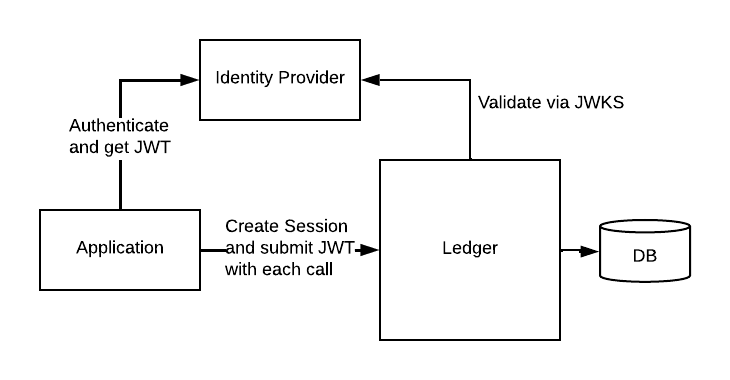 Identity Provider
Validate via JWKS
Authenticate
and get JWT
Application
Create Session
and submit JWT
with each call
Ledger
DB